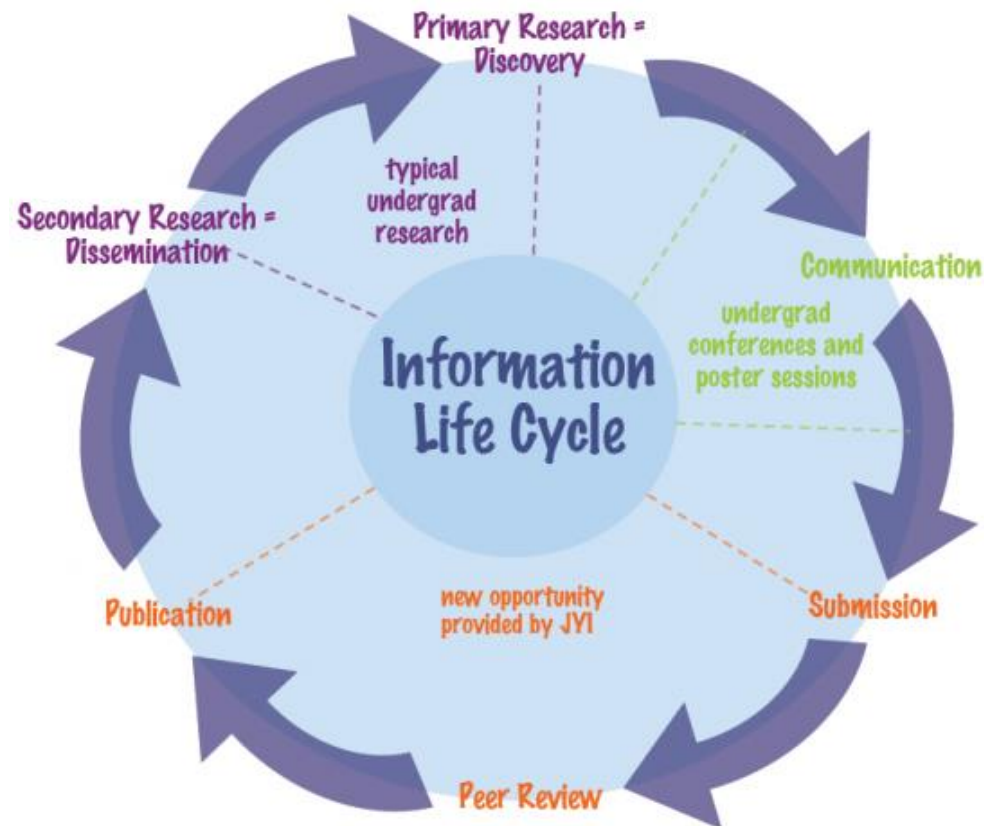 Primary Research =
Discovery
typical
undergrad
research
Secondary Research =
Dissemination
Communication
undergrad
conferences and
poster sessions
Information
Life Cycle
new opportunity
provided by JYI
Publication
Submission
Peer Review